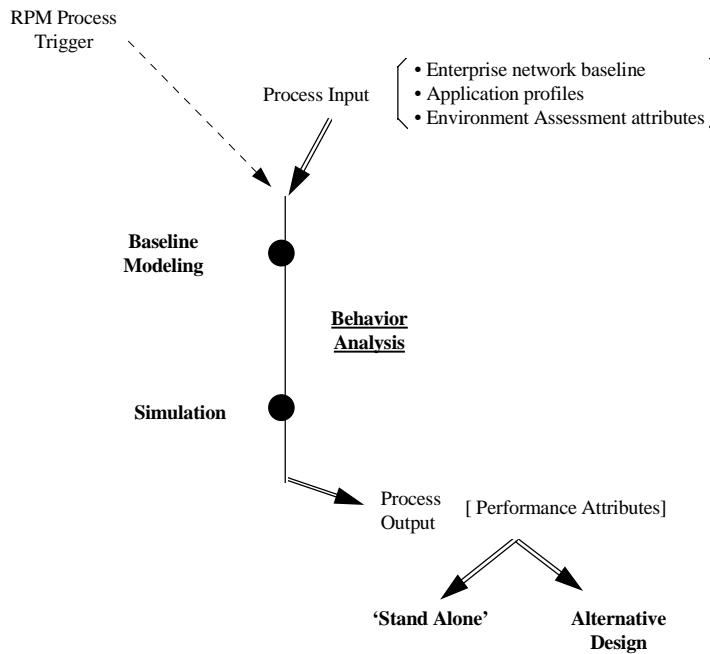 RPM Process
Trigger
Process Input
• Enterprise network baseline
• Application profiles
• Environment Assessment attributes
Baseline
Modeling
Behavior
Analysis
Simulation
Process
Output
[ Performance Attributes]
‘Stand Alone’
Alternative
Design